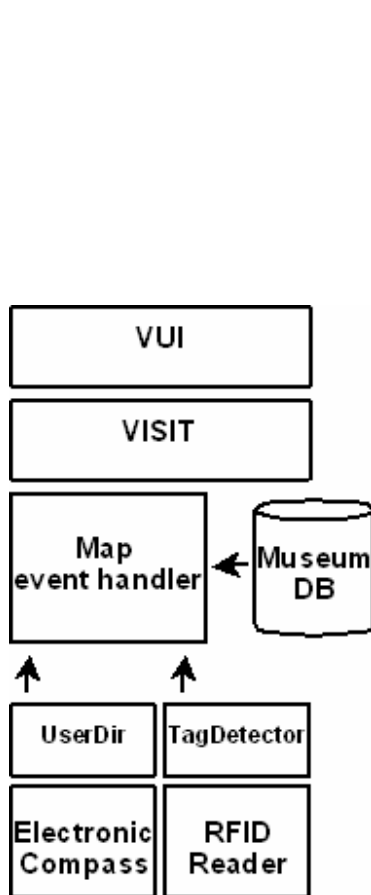 VUI
VISIT
Map
event handler
Museum
DB
UserDir
TagDetector
Electronic
Compass
RFID
Reader